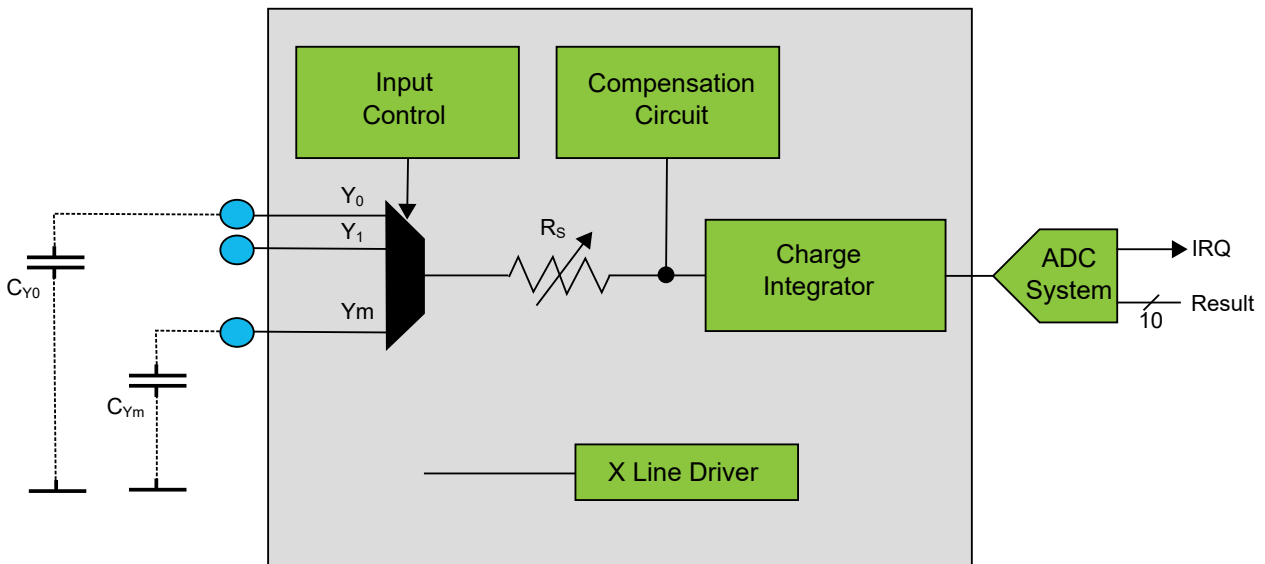 Input
Control
Compensation
Circuit
Y0
Y1
RS
Charge
Integrator
ADC
System
IRQ
Result
10
CY0
Ym
CYm
X Line Driver